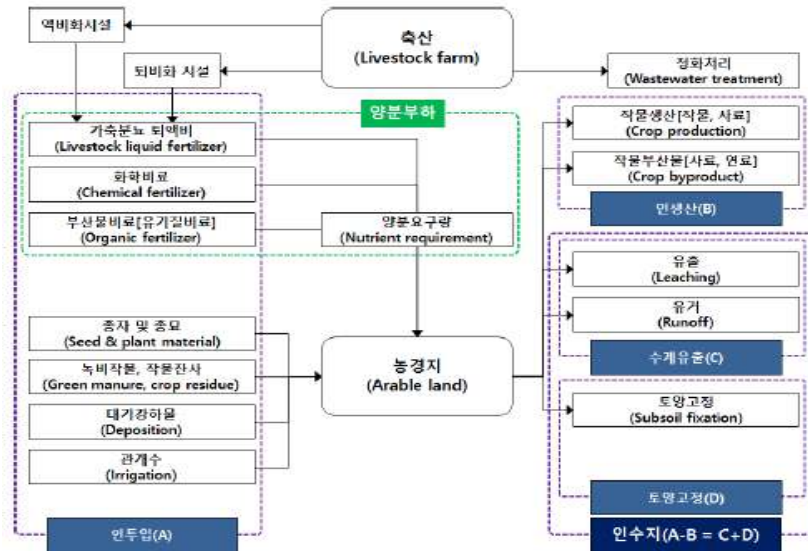 액비화시설
축산
(Livestock farm)
퇴비화 시설
정화처리
(Wastewater treatment)
양분부하
가축분뇨 퇴액비
(Livestock liquid fertilizer)
화학비료
(Chemical fertilizer)
부산물비료[유기질비료]
(Organic fertilizer)
양분요구량
(Nutrient requirement)
작물생산[작물, 사료]
(Crop production)
작물부산물[사료, 연료]
(Crop byproduct)
인생산(B)
종자 및 종묘
(Seed & plant material)
녹비작물, 작물잔사
(Green manure, crop residue)
대기강하물
(Deposition)
관개수
(Irrigation)
인투입(A)
농경지
(Arable land)
유출
(Leaching)
유거
(Runoff)
수계유출(C)
토양고정
(Subsoil fixation)
토양고정(D)
인수지(A-B = C+D)